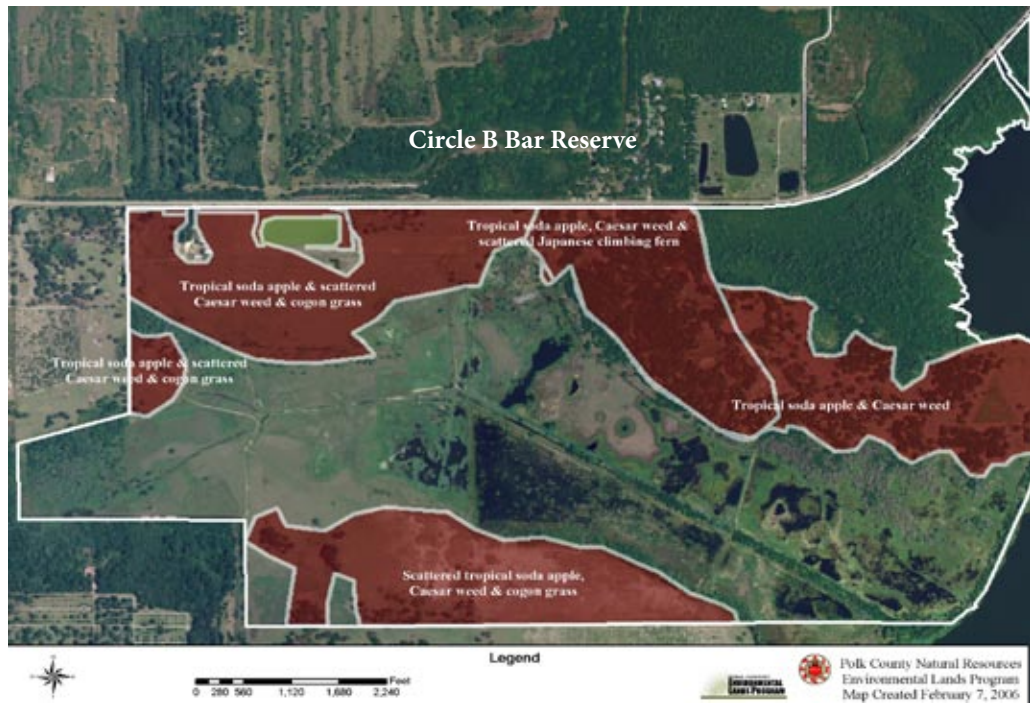 Circle B Bar Reserve
Tropical soda apple, Caesar weed &
scattered Japanese climbing fern
Tropical soda apple & scattered
Caesar weed & cogon grass
Tropical soda apple & scattered
Caesar weed & cogon grass
Tropical soda apple & Caesar weed
Scattered tropical soda apple,
Caesar weed & cogon grass
Legend
Feet
0 280 560 1,120 1,680 2,240
ENVIRONMENTAL
LANDS PROGRAM
Polk County Natural Resources
Environmental Lands Program
Map Created February 7, 2006